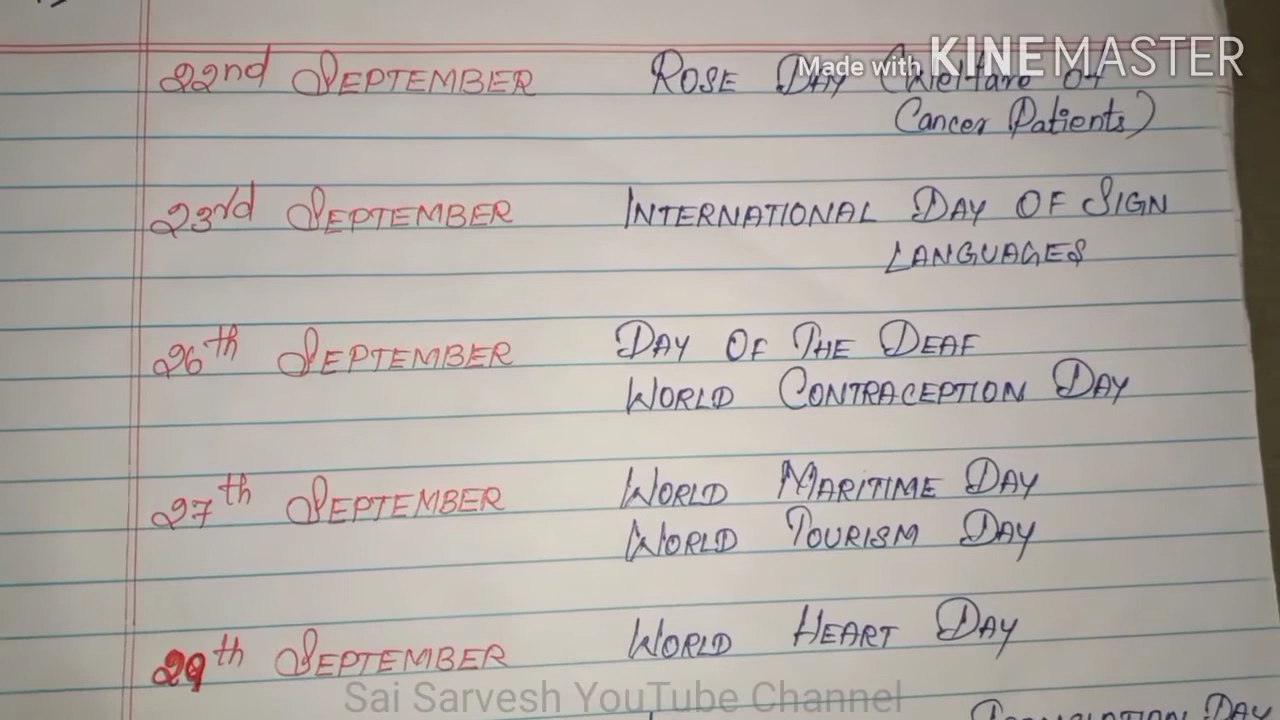 Made with KINEMASTER
22nd SEPTEMBER ROSE DAY (Welfare of
Cancer Patients)
23rd SEPTEMBER INTERNATIONAL DAY OF SIGN
LANGUAGES
26th SEPTEMBER DAY OF THE DEAF
WORLD CONTRACEPTION DAY
27th SEPTEMBER WORLD MARITIME DAY
WORLD TOURISM DAY
29th SEPTEMBER WORLD HEART DAY
Sai Sarvesh YouTube Channel
DAY